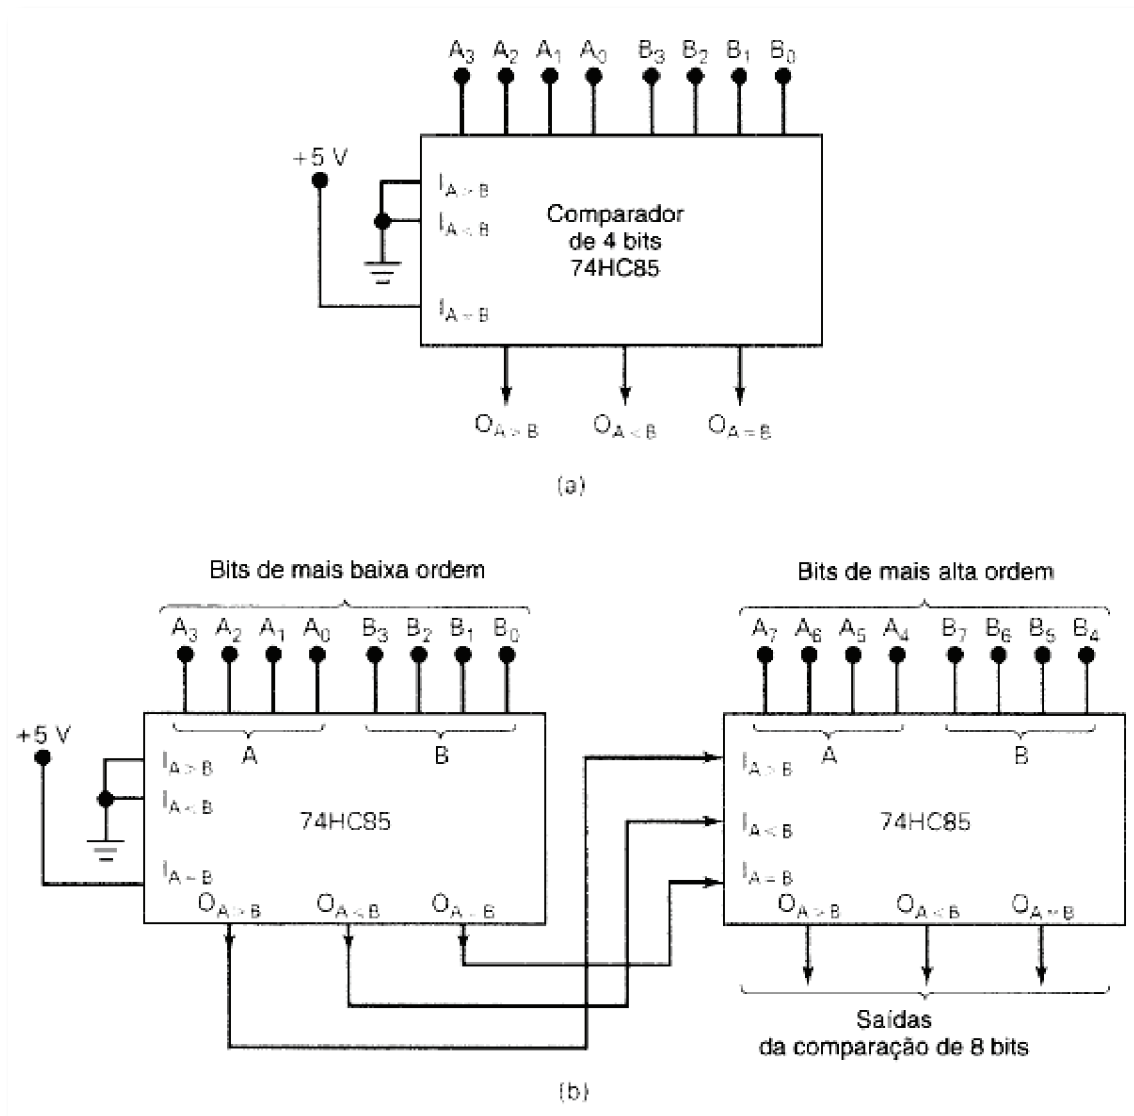 A3 A2 A1 A0 B3 B2 B1 B0
+5 V
IA > B
IA < B
Comparador
de 4 bits
74HC85
IA = B
OA > B OA < B OA = B
(a)
Bits de mais baixa ordem
Bits de mais alta ordem
A3 A2 A1 A0 B3 B2 B1 B0
A7 A6 A5 A4 B7 B6 B5 B4
+5 V
A B
A B
IA > B
IA < B
74HC85
IA = B
OA > B OA < B OA = B
IA > B
IA < B
74HC85
IA = B
OA > B OA < B OA = B
Saídas
da comparação de 8 bits
(b)